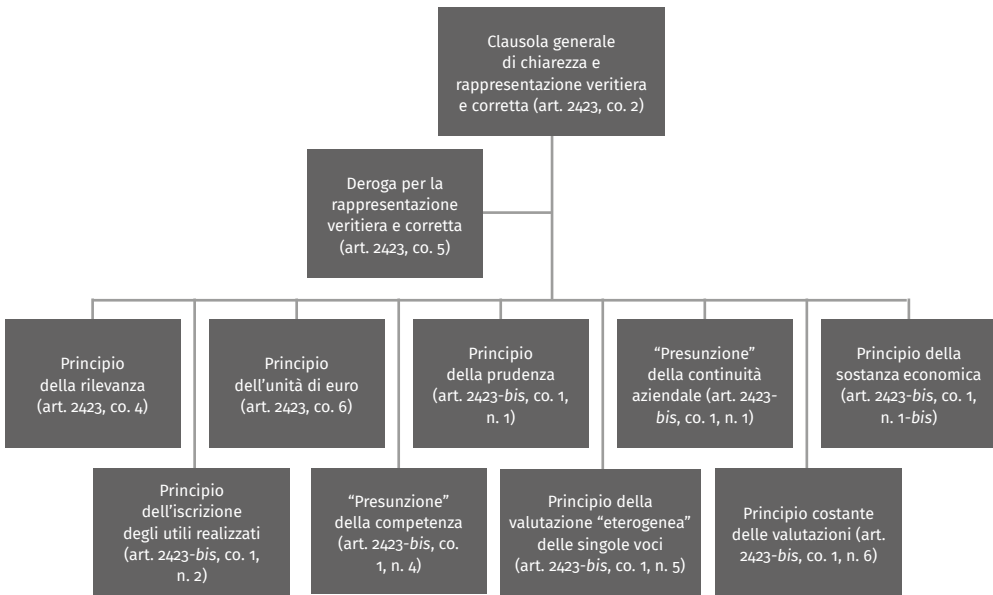 Clausola generale
di chiarezza e
rappresentazione veritiera
e corretta (art. 2423, co. 2)
Deroga per la
rappresentazione
veritiera e corretta
(art. 2423, co. 5)
Principio
della rilevanza
(art. 2423, co. 4)
Principio
dell’unità di euro
(art. 2423, co. 6)
Principio
della prudenza
(art. 2423-bis, co. 1,
n. 1)
“Presunzione”
della continuità
aziendale (art. 2423-
bis, co. 1, n. 1)
Principio della
sostanza economica
(art. 2423-bis, co. 1,
n. 1-bis)
Principio
dell’iscrizione
degli utili realizzati
(art. 2423-bis, co. 1,
n. 2)
“Presunzione”
della competenza
(art. 2423-bis, co.
1, n. 4)
Principio della
valutazione “eterogenea”
delle singole voci
(art. 2423-bis, co. 1, n. 5)
Principio costante
delle valutazioni (art.
2423-bis, co. 1, n. 6)